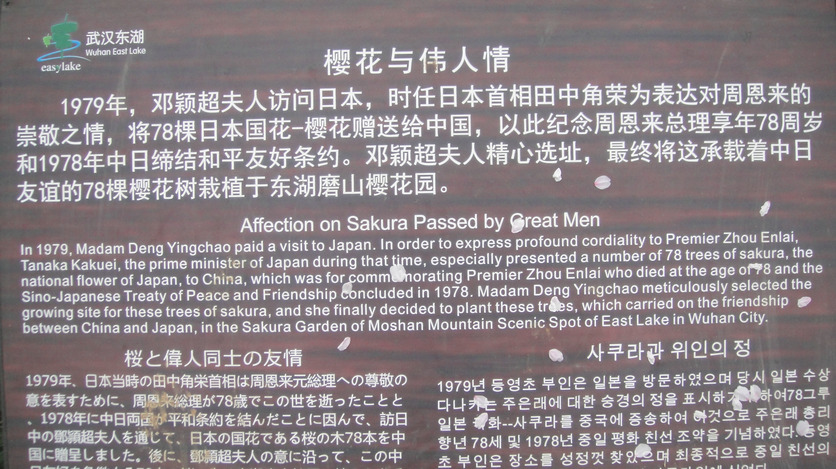 武汉东湖
Wuhan East Lake
easylake
樱花与伟人情
1979年，邓颖超夫人访问日本，时任日本首相田中角荣为表达对周恩来的
崇敬之情，将78棵日本国花-樱花赠送给中国，以此纪念周恩来总理享年78周岁
和1978年中日缔结和平友好条约。邓颖超夫人精心选址，最终将这承载着中日
友谊的78棵樱花树栽植于东湖磨山樱花园。
Affection on Sakura Passed by Great Men
In 1979, Madam Deng Yingchao paid a visit to Japan. In order to express profound cordiality to Premier Zhou Enlai,
Tanaka Kakuei, the prime minister of Japan during that time, especially presented a number of 78 trees of sakura, the
national flower of Japan, to China, which was for commemorating Premier Zhou Enlai who died at the age of 78 and the
Sino-Japanese Treaty of Peace and Friendship concluded in 1978. Madam Deng Yingchao meticulously selected the
growing site for these trees of sakura, and she finally decided to plant these trees, which carried on the friendship
between China and Japan, in the Sakura Garden of Moshan Mountain Scenic Spot of East Lake in Wuhan City.
桜と偉人同士の友情
1979年、日本当時の田中角栄首相は周恩来元総理への尊敬の
意を表すために、周恩来総理が78歳でこの世を逝ったことと
、1978年に中日両国が平和条約を結んだことに因んで、訪日
中の鄧穎超夫人を通じて、日本の国花である桜の木78本を中
国に贈呈しました。後に、鄧穎超夫人の意に沿って、この中
사쿠라과 위인의 정
1979년 등영초 부인은 일본을 방문하였으며 당시 일본 수상
다나카는 주은래에 대한 숭경의 정을 표시하기 위하여78그루
일본 국화--사쿠라를 중국에 증송하여 이것으로 주은래 총리
향년 78세 및 1978년 중일 평화 친선 조약을 기념하였다. 등영
초 부인은 장소를 성정껏 찾았으며 최종적으로 중일 친선의